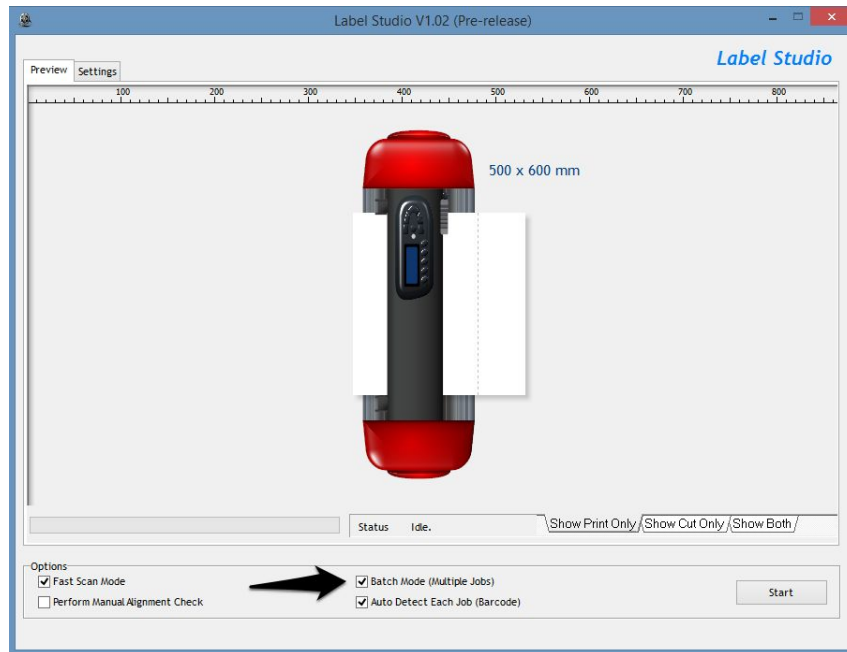 Label Studio V1.02 (Pre-release)
Label Studio
Preview Settings
100 200 300 400 500 600 700 800
500 x 600 mm
Status Idle. Show Print Only Show Cut Only Show Both
Options
Fast Scan Mode Batch Mode (Multiple Jobs)
Start
Perform Manual Alignment Check Auto Detect Each Job (Barcode)